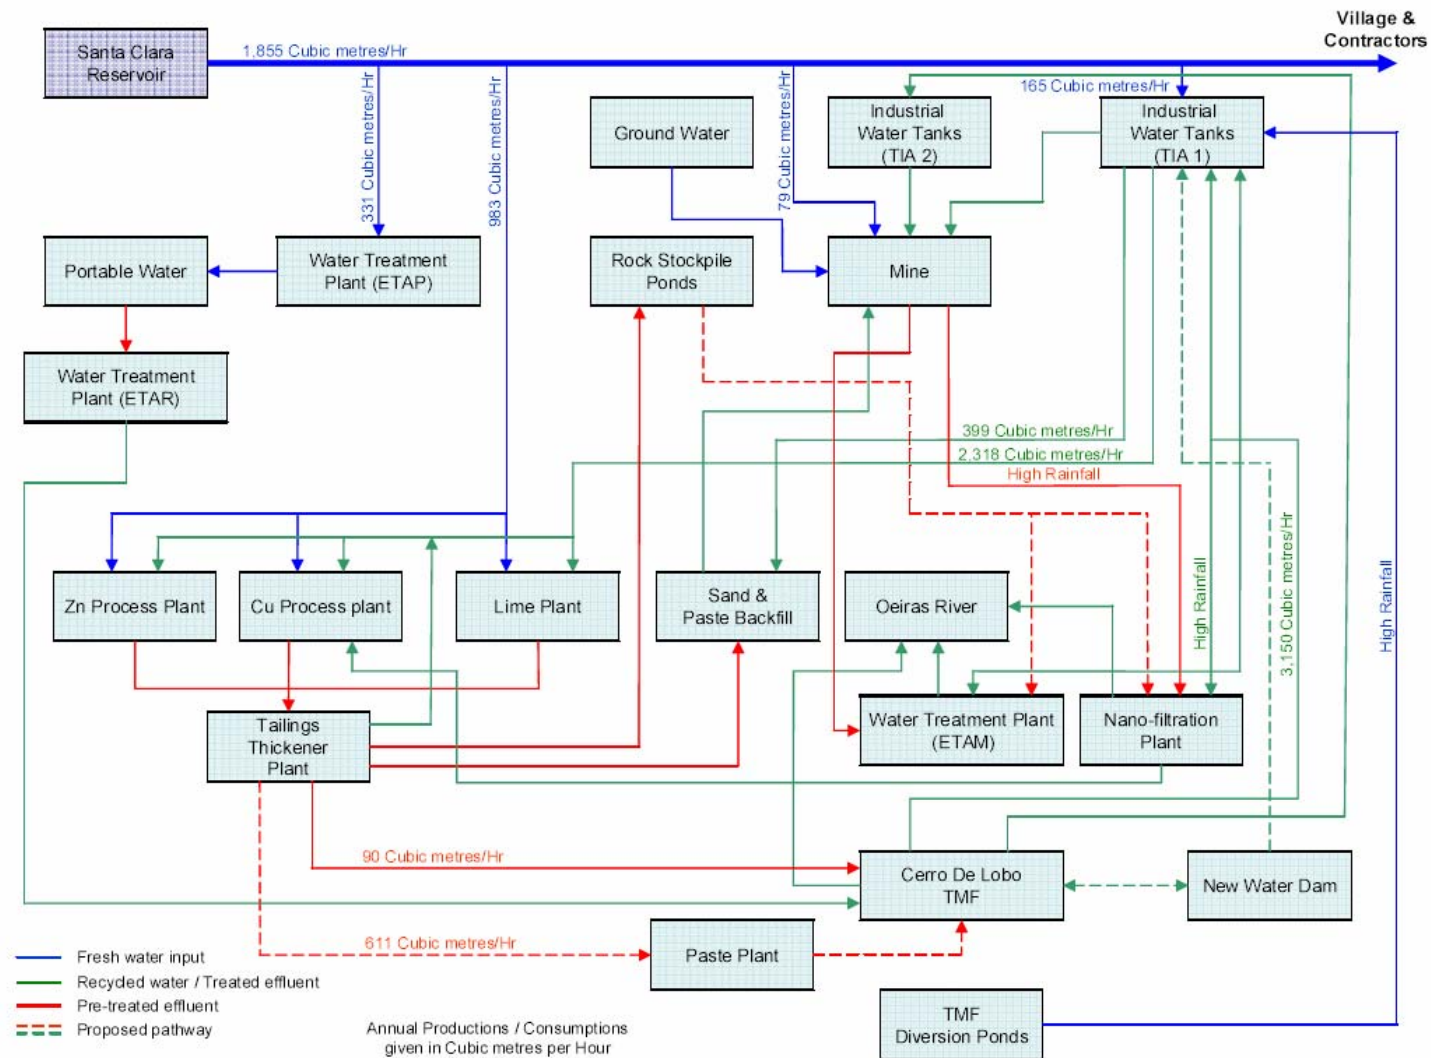 Village &
Contractors
Santa Clara
Reservoir
1,855 Cubic metres/Hr
331 Cubic metres/Hr
983 Cubic metres/Hr
79 Cubic metres/Hr
165 Cubic metres/Hr
Ground Water
Industrial
Water Tanks
(TIA 2)
Industrial
Water Tanks
(TIA 1)
Portable Water
Water Treatment
Plant (ETAP)
Rock Stockpile
Ponds
Mine
Water Treatment
Plant (ETAR)
399 Cubic metres/Hr
2,318 Cubic metres/Hr
High Rainfall
High Rainfall
3,150 Cubic metres/Hr
High Rainfall
Zn Process Plant
Cu Process plant
Lime Plant
Sand &
Paste Backfill
Oeiras River
Tailings
Thickener
Plant
Water Treatment Plant
(ETAM)
Nano-filtration
Plant
90 Cubic metres/Hr
Cerro De Lobo
TMF
New Water Dam
611 Cubic metres/Hr
Paste Plant
Fresh water input
Recycled water / Treated effluent
Pre-treated effluent
Proposed pathway
Annual Productions / Consumptions
given in Cubic metres per Hour
TMF
Diversion Ponds